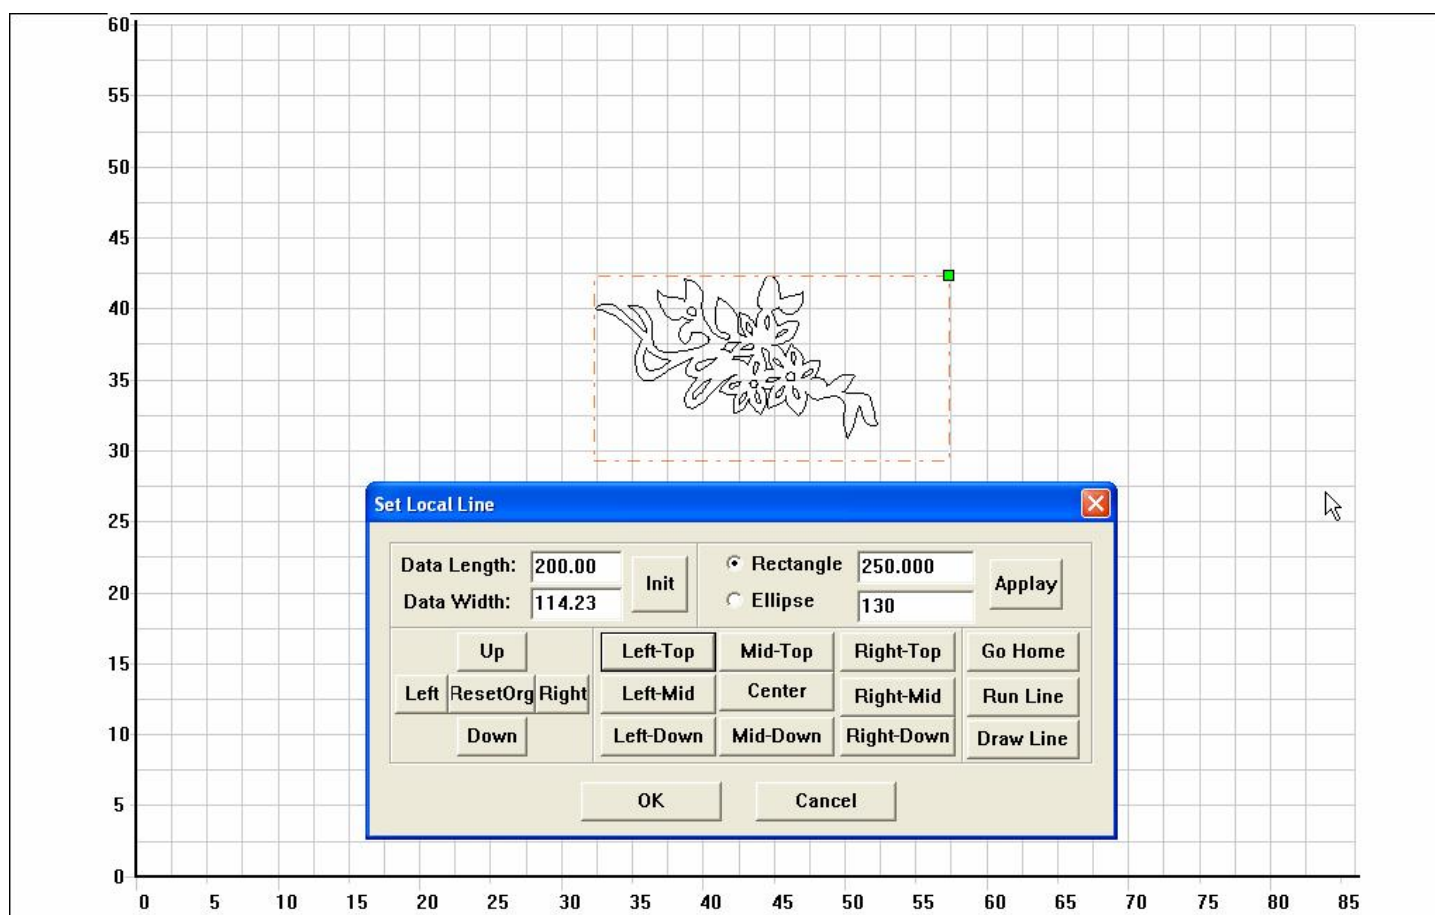 60
55
50
45
40
35
30
25
20
15
10
5
0
Set Local Line
Data Length: 200.00 Init Rectangle 250.000 Applay
Data Width: 114.23 Ellipse 130
Up Left-Top Mid-Top Right-Top Go Home
Left ResetOrg Right Left-Mid Center Right-Mid Run Line
Down Left-Down Mid-Down Right-Down Draw Line
OK Cancel
0 5 10 15 20 25 30 35 40 45 50 55 60 65 70 75 80 85